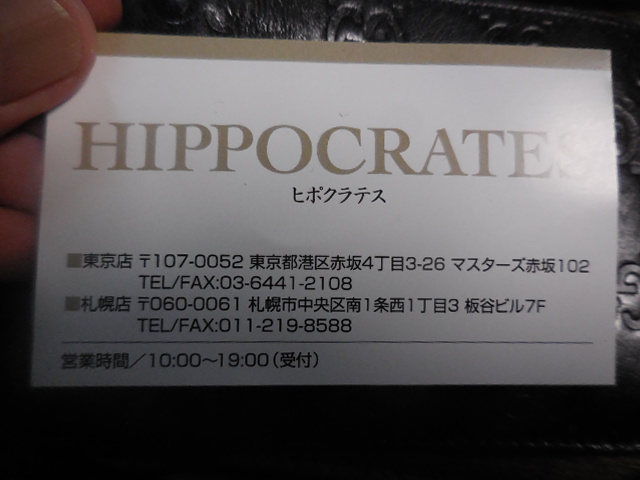 HIPPOCRATES
ヒポクラテス
■東京店 〒107-0052 東京都港区赤坂4丁目3-26 マスターズ赤坂102
TEL/FAX:03-6441-2108
■札幌店 〒060-0061 札幌市中央区南1条西1丁目3 板谷ビル7F
TEL/FAX:011-219-8588
営業時間／10:00〜19:00（受付）